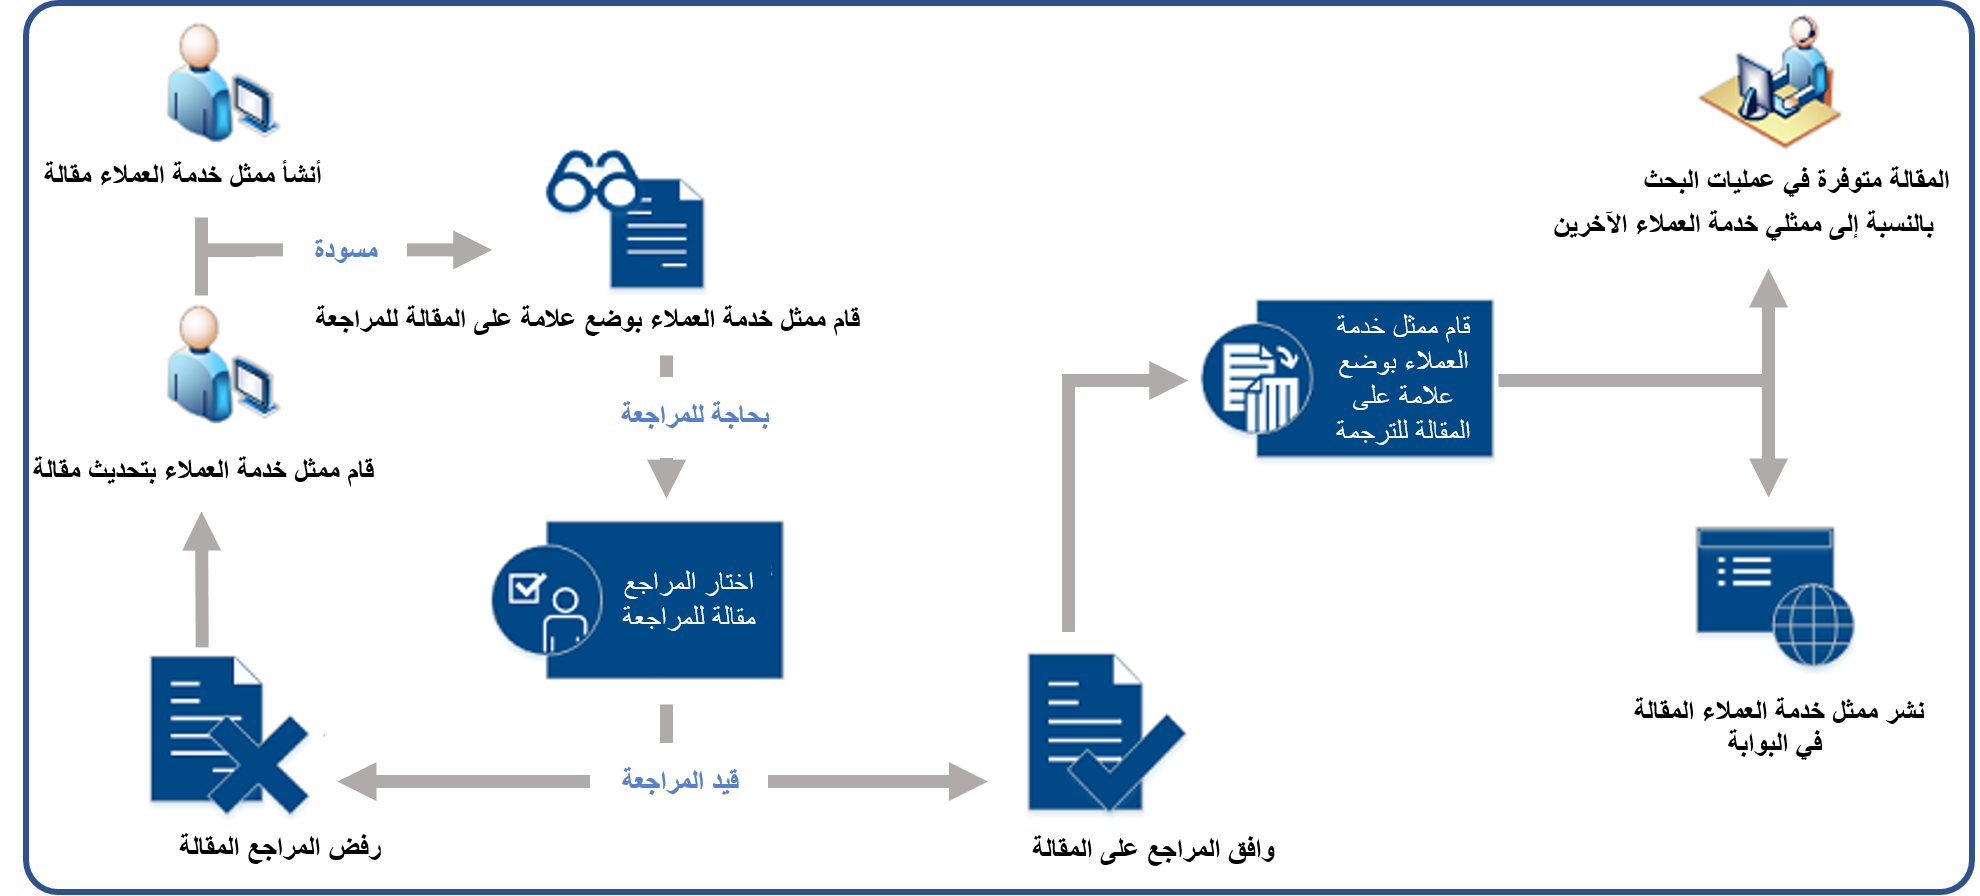 أنشأ ممثل خدمة العملاء مقالة
مسودة
قام ممثل خدمة العملاء بوضع علامة على المقالة للمراجعة
بحاجة للمراجعة
قام ممثل خدمة العملاء بتحديث مقالة
اختار المراجع
مقالة للمراجعة
قيد المراجعة
رفض المراجع المقالة
وافق المراجع على المقالة
قام ممثل خدمة
العملاء بوضع
علامة على
المقالة للترجمة
المقالة متوفرة في عمليات البحث
بالنسبة إلى ممثلي خدمة العملاء الآخرين
نشر ممثل خدمة العملاء المقالة
في البوابة